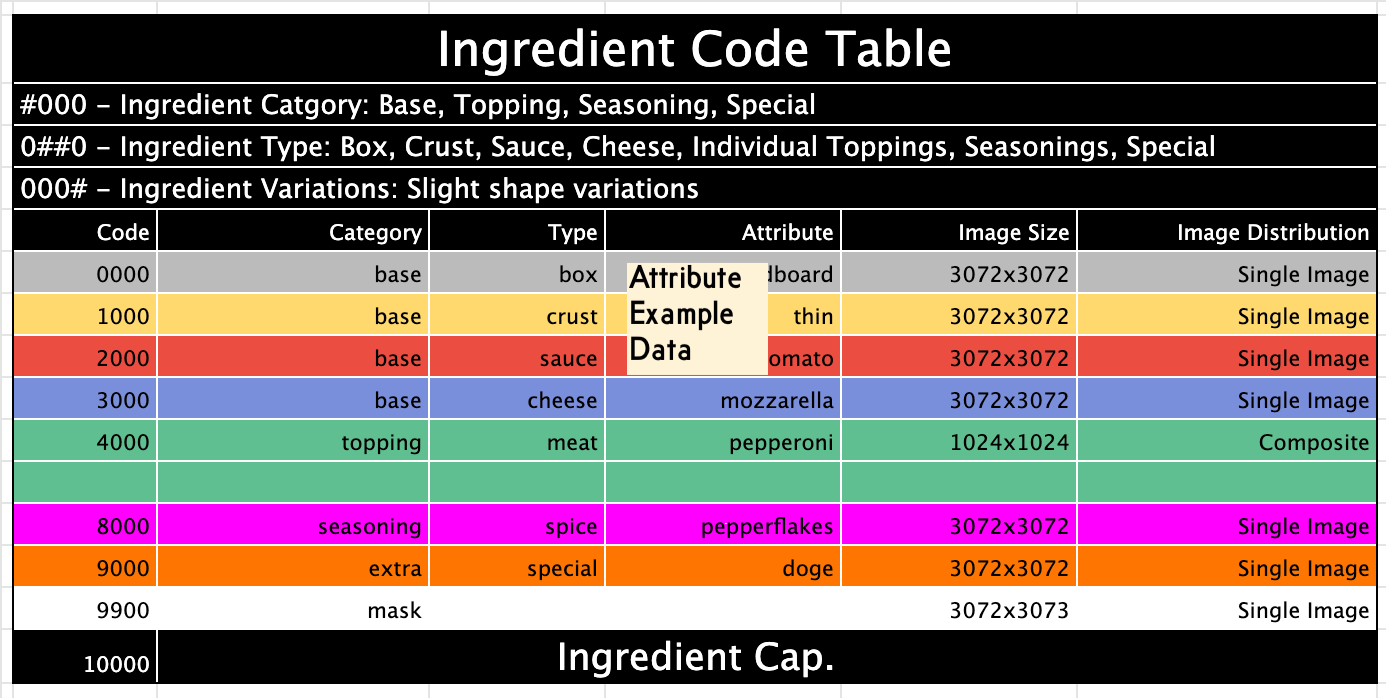 Ingredient Code Table
#000 – Ingredient Catgory: Base, Topping, Seasoning, Special
0##0 – Ingredient Type: Box, Crust, Sauce, Cheese, Individual Toppings, Seasonings, Special
000# – Ingredient Variations: Slight shape variations
Code Category Type Attribute Image Size Image Distribution
0000 base box dboard 3072x3072 Single Image
1000 base crust thin 3072x3072 Single Image
2000 base sauce omato 3072x3072 Single Image
Attribute
Example
Data
3000 base cheese mozzarella 3072x3072 Single Image
4000 topping meat pepperoni 1024x1024 Composite
8000 seasoning spice pepperflakes 3072x3072 Single Image
9000 extra special doge 3072x3072 Single Image
9900 mask 3072x3073 Single Image
10000 Ingredient Cap.